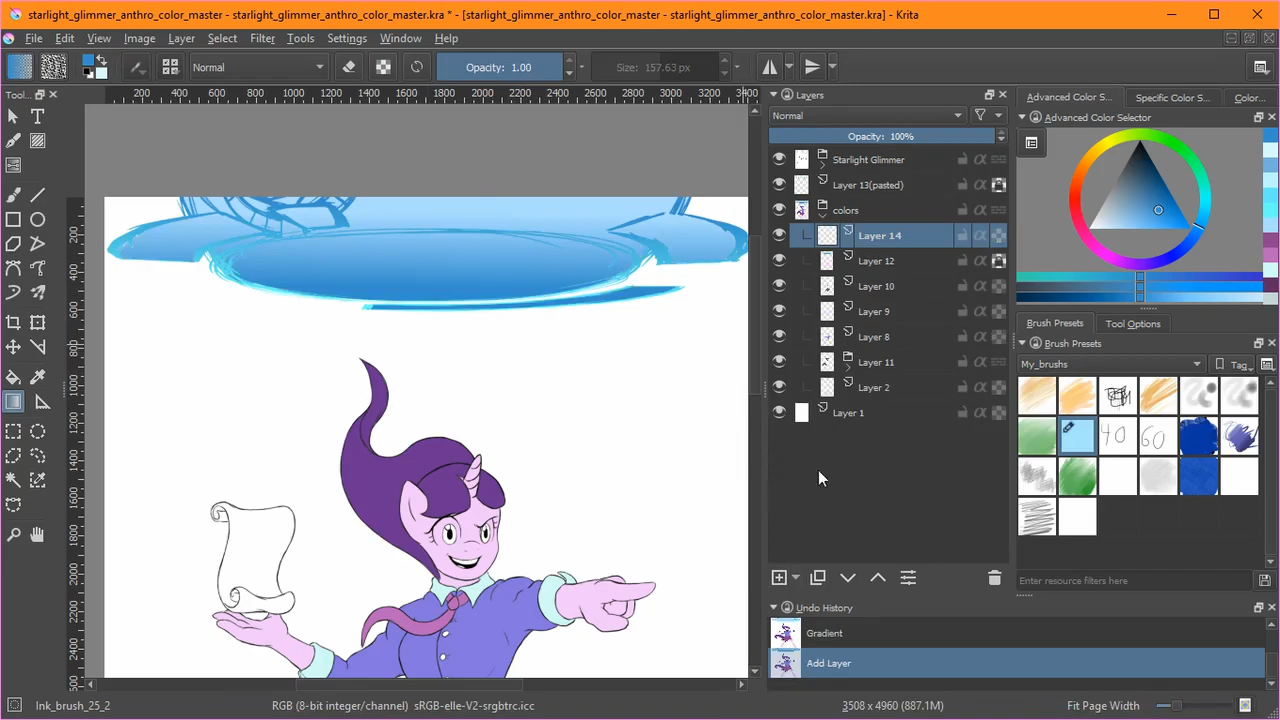 starlight_glimmer_anthro_color_master.kra * - [starlight_glimmer_anthro_color_master - starlight_glimmer_anthro_color_master.kra] - Krita
File Edit View Image Layer Select Filter Tools Settings Window Help
Normal Opacity: 1.00 Size: 157.63 px
Tool... 200 400 600 800 1000 1200 1400 1600 1800 2000 2200 2400 2600 2800 3000 3200 3400
Layers
Normal
Opacity: 100%
Starlight Glimmer
Layer 13(pasted)
colors
Layer 14
Layer 12
Layer 10
Layer 9
Layer 8
Layer 11
Layer 2
Layer 1
Undo History
Gradient
Add Layer
Advanced Color S... Specific Color S... Color...
Advanced Color Selector
Brush Presets Tool Options
Brush Presets
My_brushes Tag
40 60
Enter resource filters here
Ink_brush_25_2 RGB (8-bit integer/channel) sRGB-elle-V2-srgbtrc.icc 3508 x 4960 (887.1M) Fit Page Width